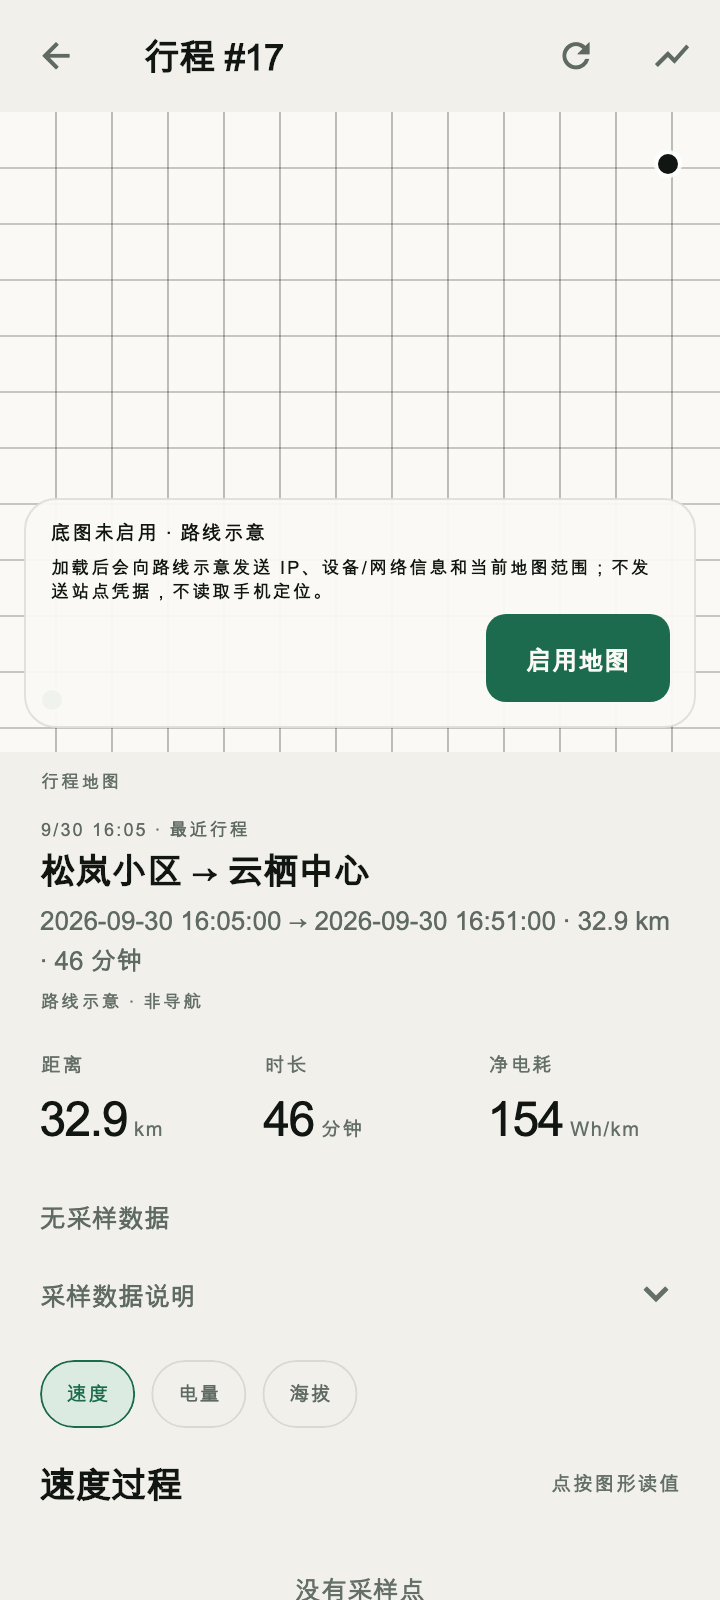 行程 #17
底图未启用 · 路线示意
加载后会向路线示意发送 IP、设备/网络信息和当前地图范围；不发
送站点凭据，不读取手机定位。
启用地图
行程地图
9/30 16:05 · 最近行程
松岚小区 → 云栖中心
2026-09-30 16:05:00 → 2026-09-30 16:51:00 · 32.9 km
· 46 分钟
路线示意 · 非导航
距离 时长 净电耗
32.9 km 46 分钟 154 Wh/km
无采样数据
采样数据说明
速度 电量 海拔
速度过程 点按图形读值
没有采样点